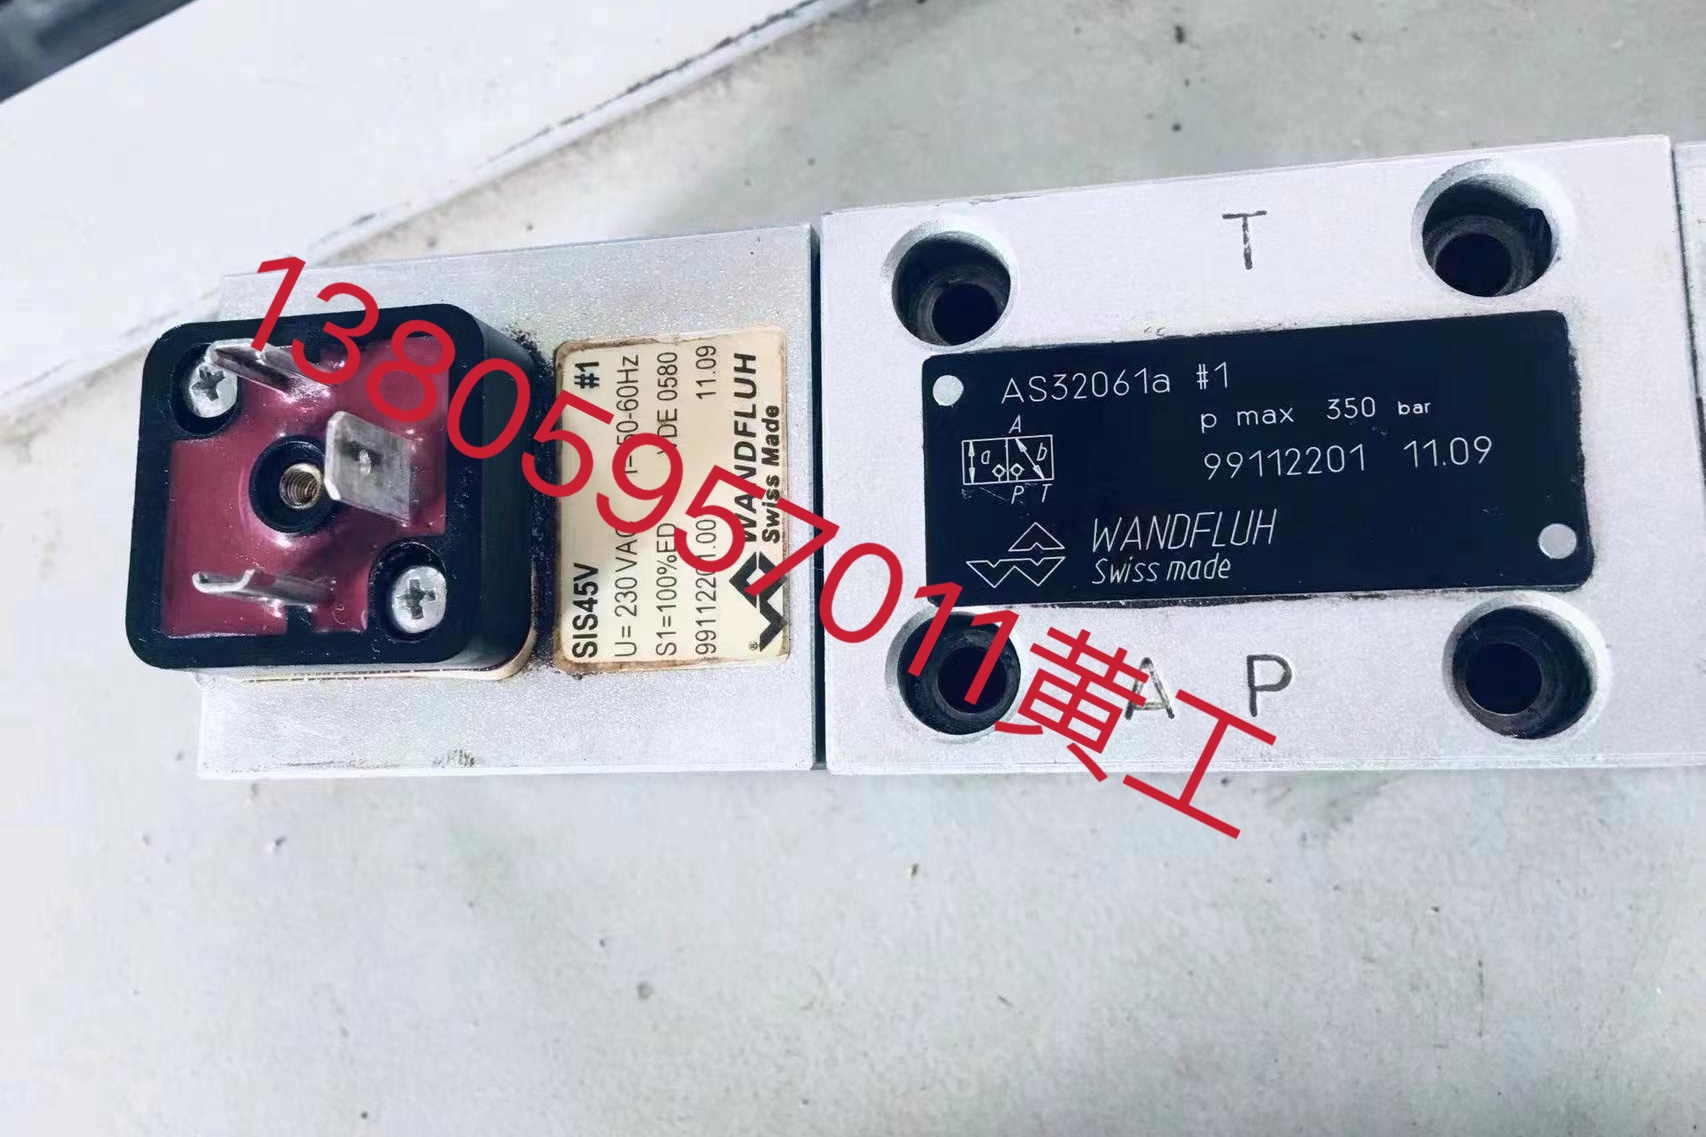 13805957011黄工
SIS45V #1
U= 230 VAC 50-60Hz
S1=100%ED DE 0580
11.09
WANDFLUH
Swiss Made
®
T
AS32061a #1
p max 350 bar
99112201 11.09
A
a b
P T
WANDFLUH
Swiss made
A P